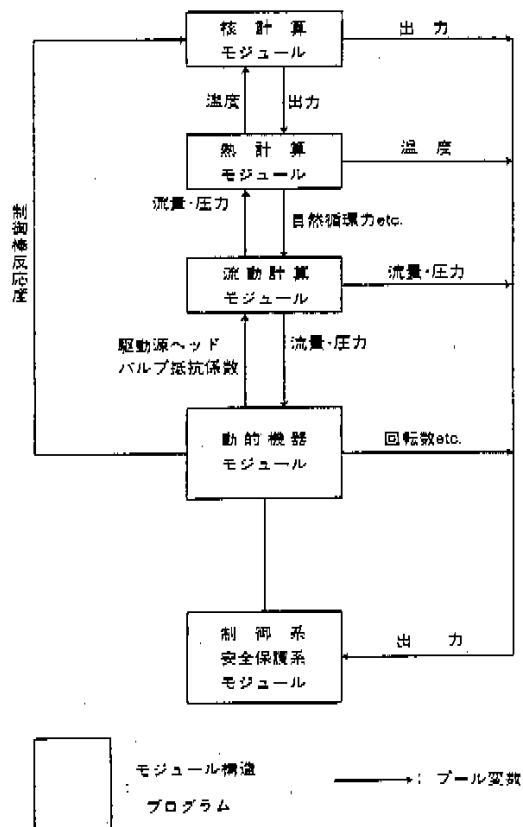 核計算
モジュール
出力
温度
出力
熱計算
モジュール
温度
流量・圧力
自然循環力etc.
制御棒反応度
流動計算
モジュール
流量・圧力
駆動源ヘッド
バルブ抵抗係数
流量・圧力
動的機器
モジュール
回転数etc.
制御系
安全保護系
モジュール
出力
モジュール構造
:
プログラム
: プール変数